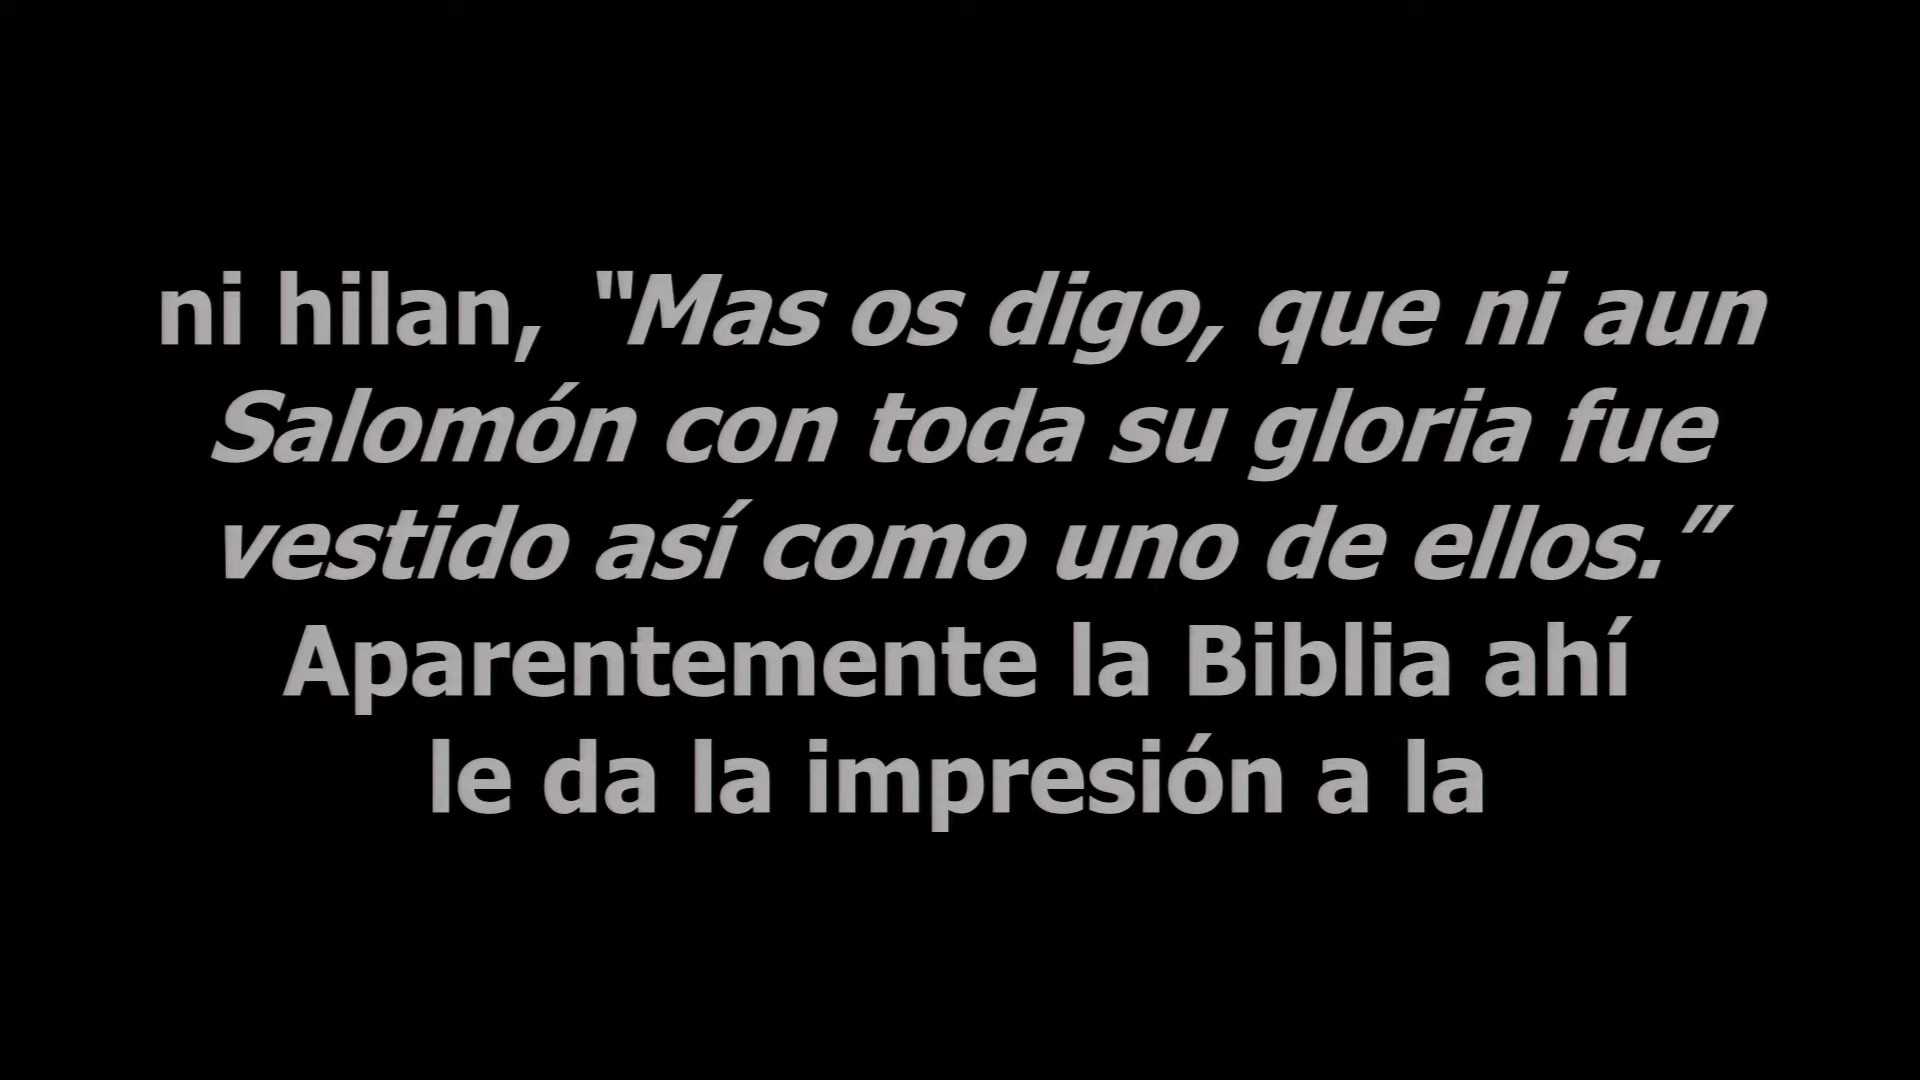 ni hilan, “Mas os digo, que ni aun
Salomón con toda su gloria fue
vestido así como uno de ellos.”
Aparentemente la Biblia ahí
le da la impresión a la